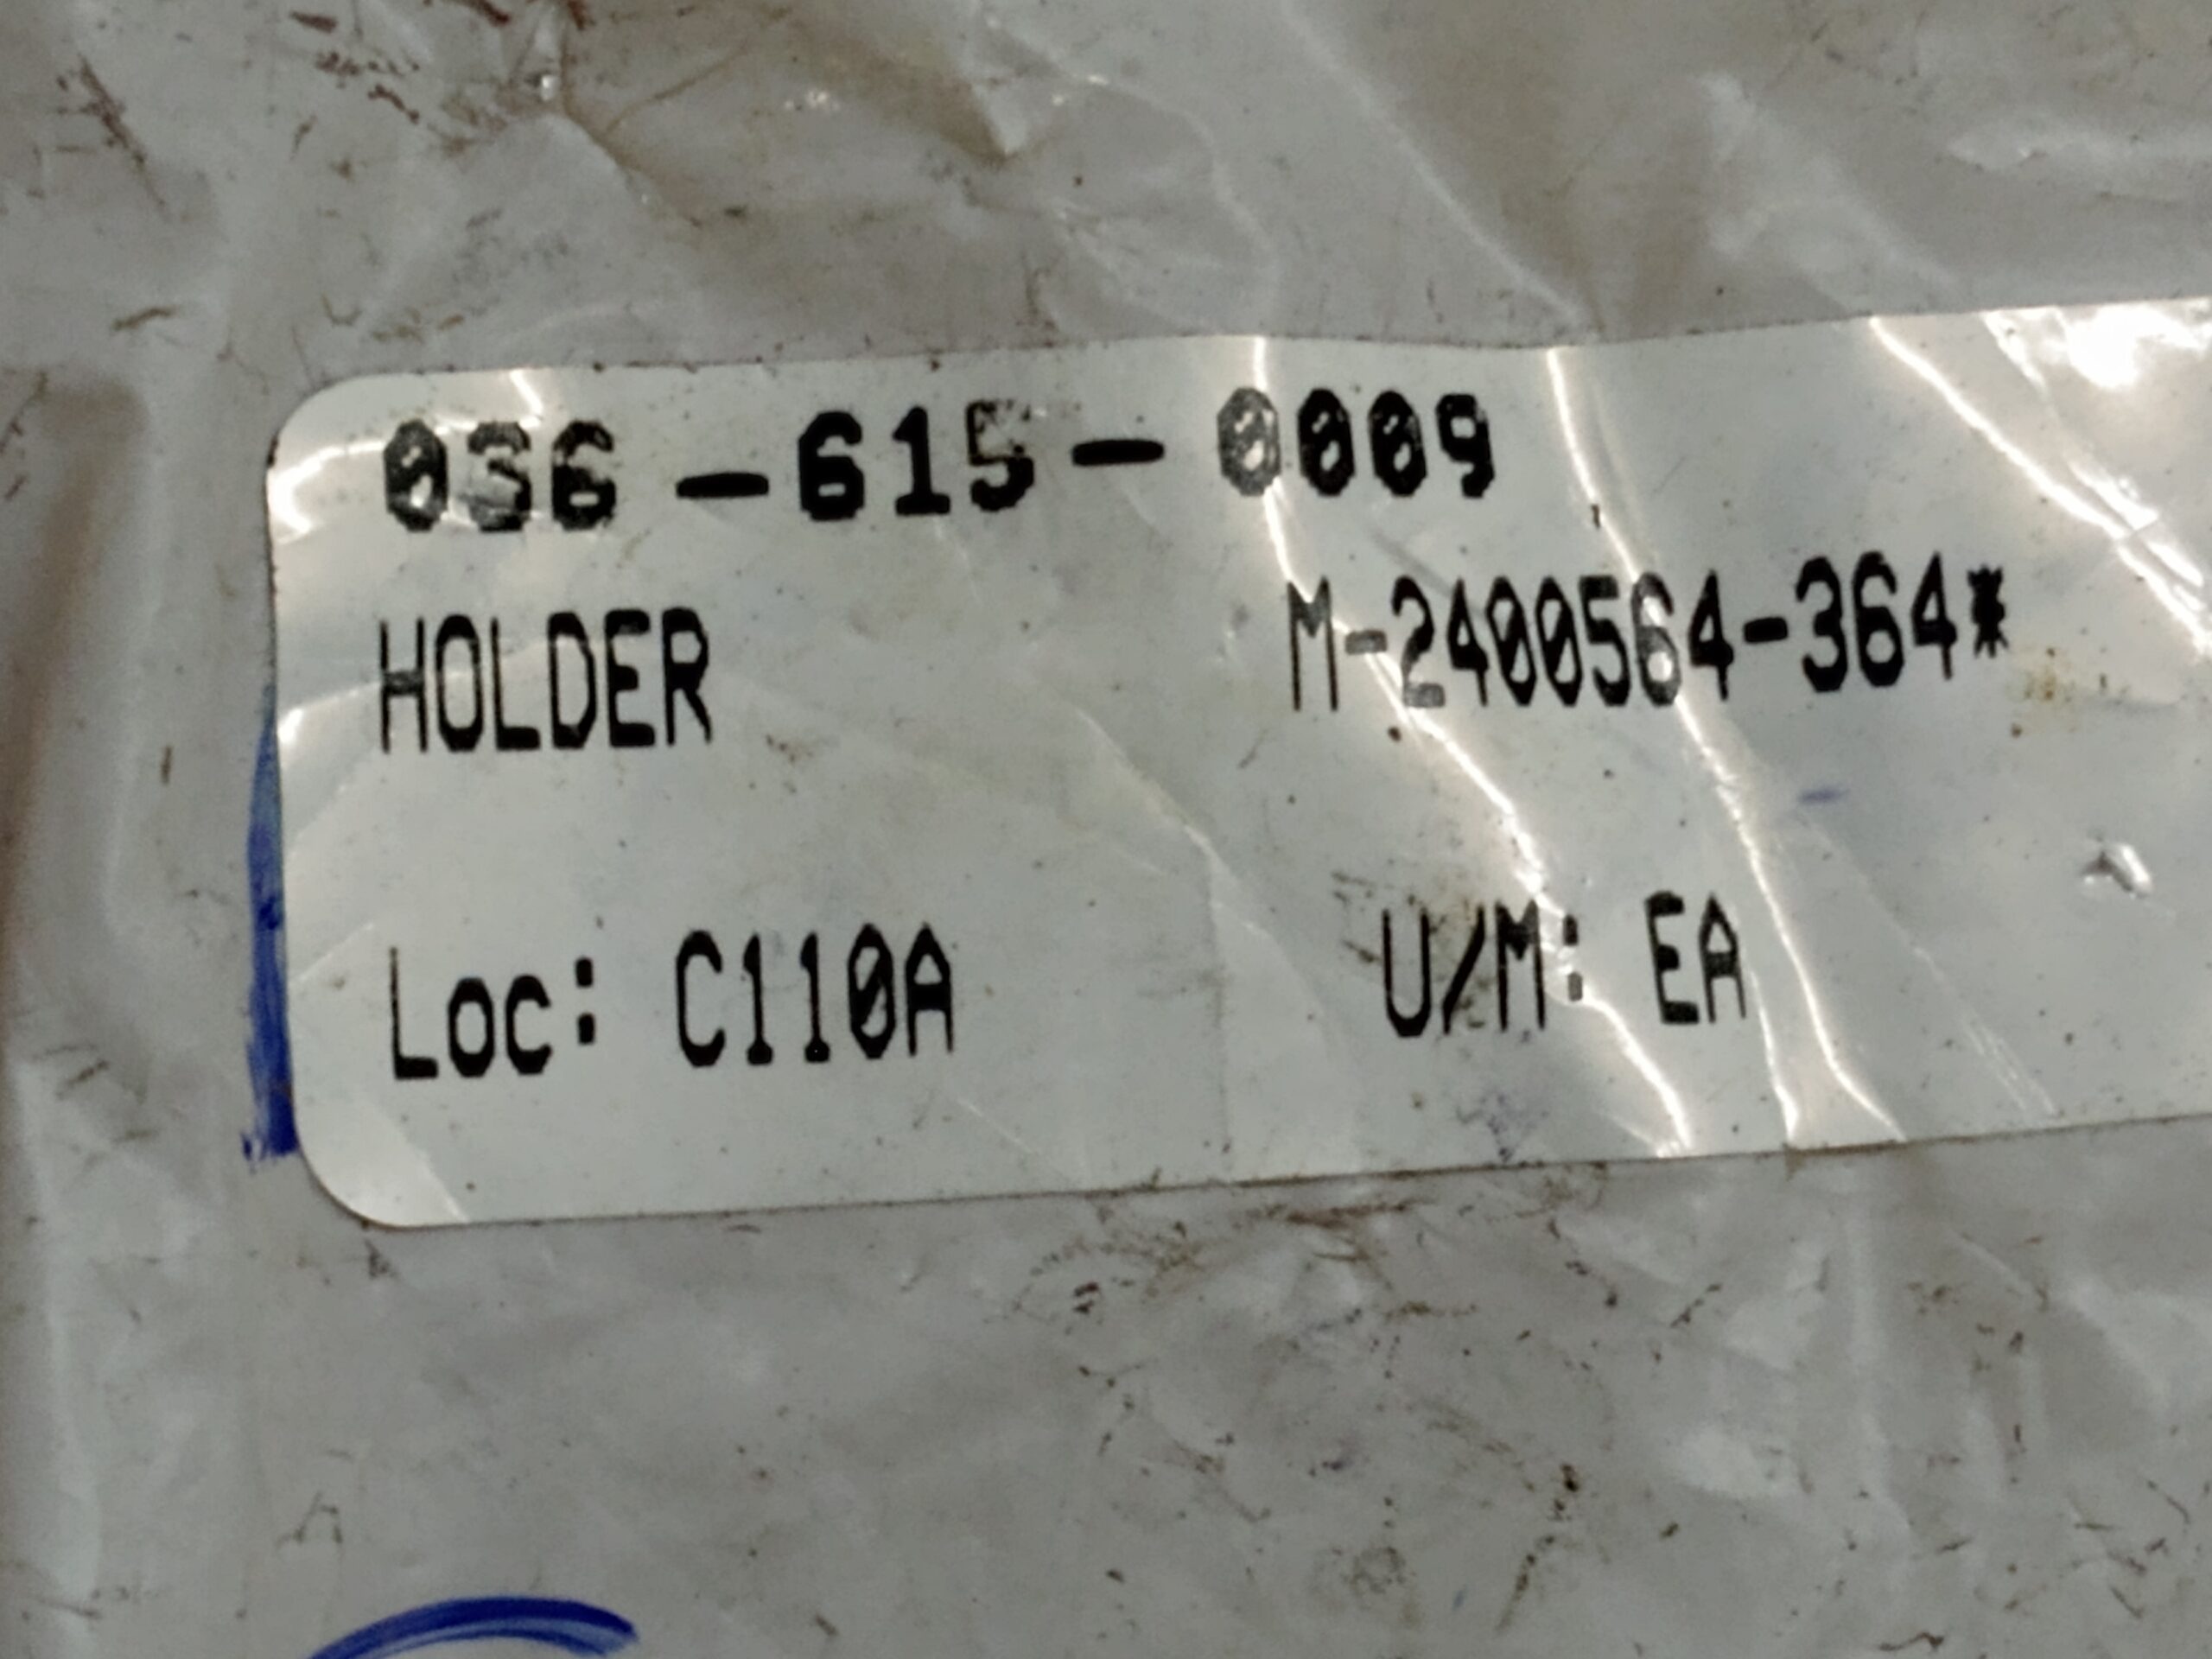 036-615-0009
HOLDER M-2400564-364*
Loc: C110A U/M: EA